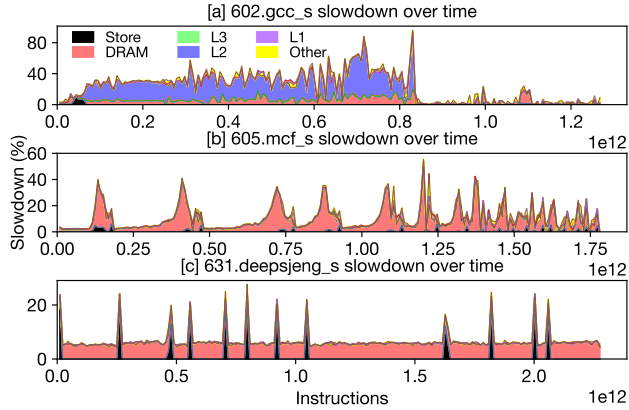 [a] 602.gcc_s slowdown over time
Store L3 L1
DRAM L2 Other
80
40
0
0.0 0.2 0.4 0.6 0.8 1.0 1.2
1e12
[b] 605.mcf_s slowdown over time
Slowdown (%)
60
40
20
0
0.00 0.25 0.50 0.75 1.00 1.25 1.50 1.75
1e12
[c] 631.deepsjeng_s slowdown over time
20
0
0.0 0.5 1.0 1.5 2.0
1e12
Instructions